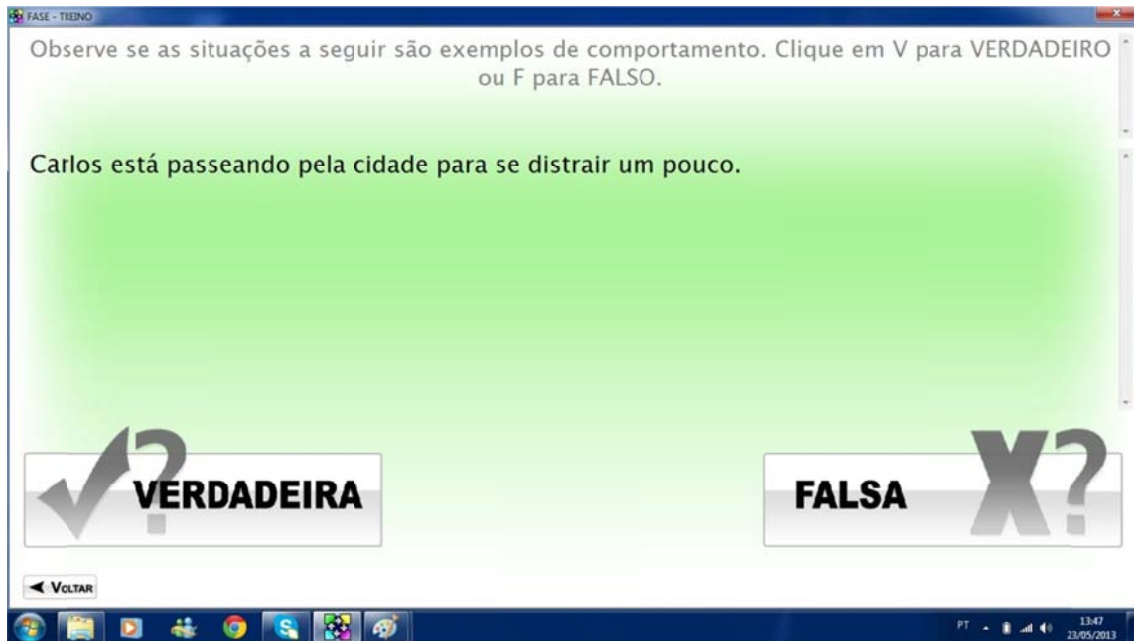 FASE - TREINO
Observe se as situações a seguir são exemplos de comportamento. Clique em V para VERDADEIRO
ou F para FALSO.
Carlos está passeando pela cidade para se distrair um pouco.
VERDADEIRA
FALSA
VOLTAR
PT
13:47
23/05/2013